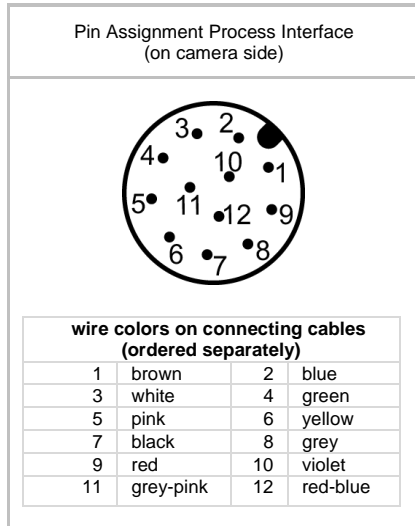 Pin Assignment Process Interface
(on camera side)
3 2
4 10 1
5 11 12 9
6 7 8
wire colors on connecting cables
(ordered separately)
1 brown 2 blue
3 white 4 green
5 pink 6 yellow
7 black 8 grey
9 red 10 violet
11 grey-pink 12 red-blue